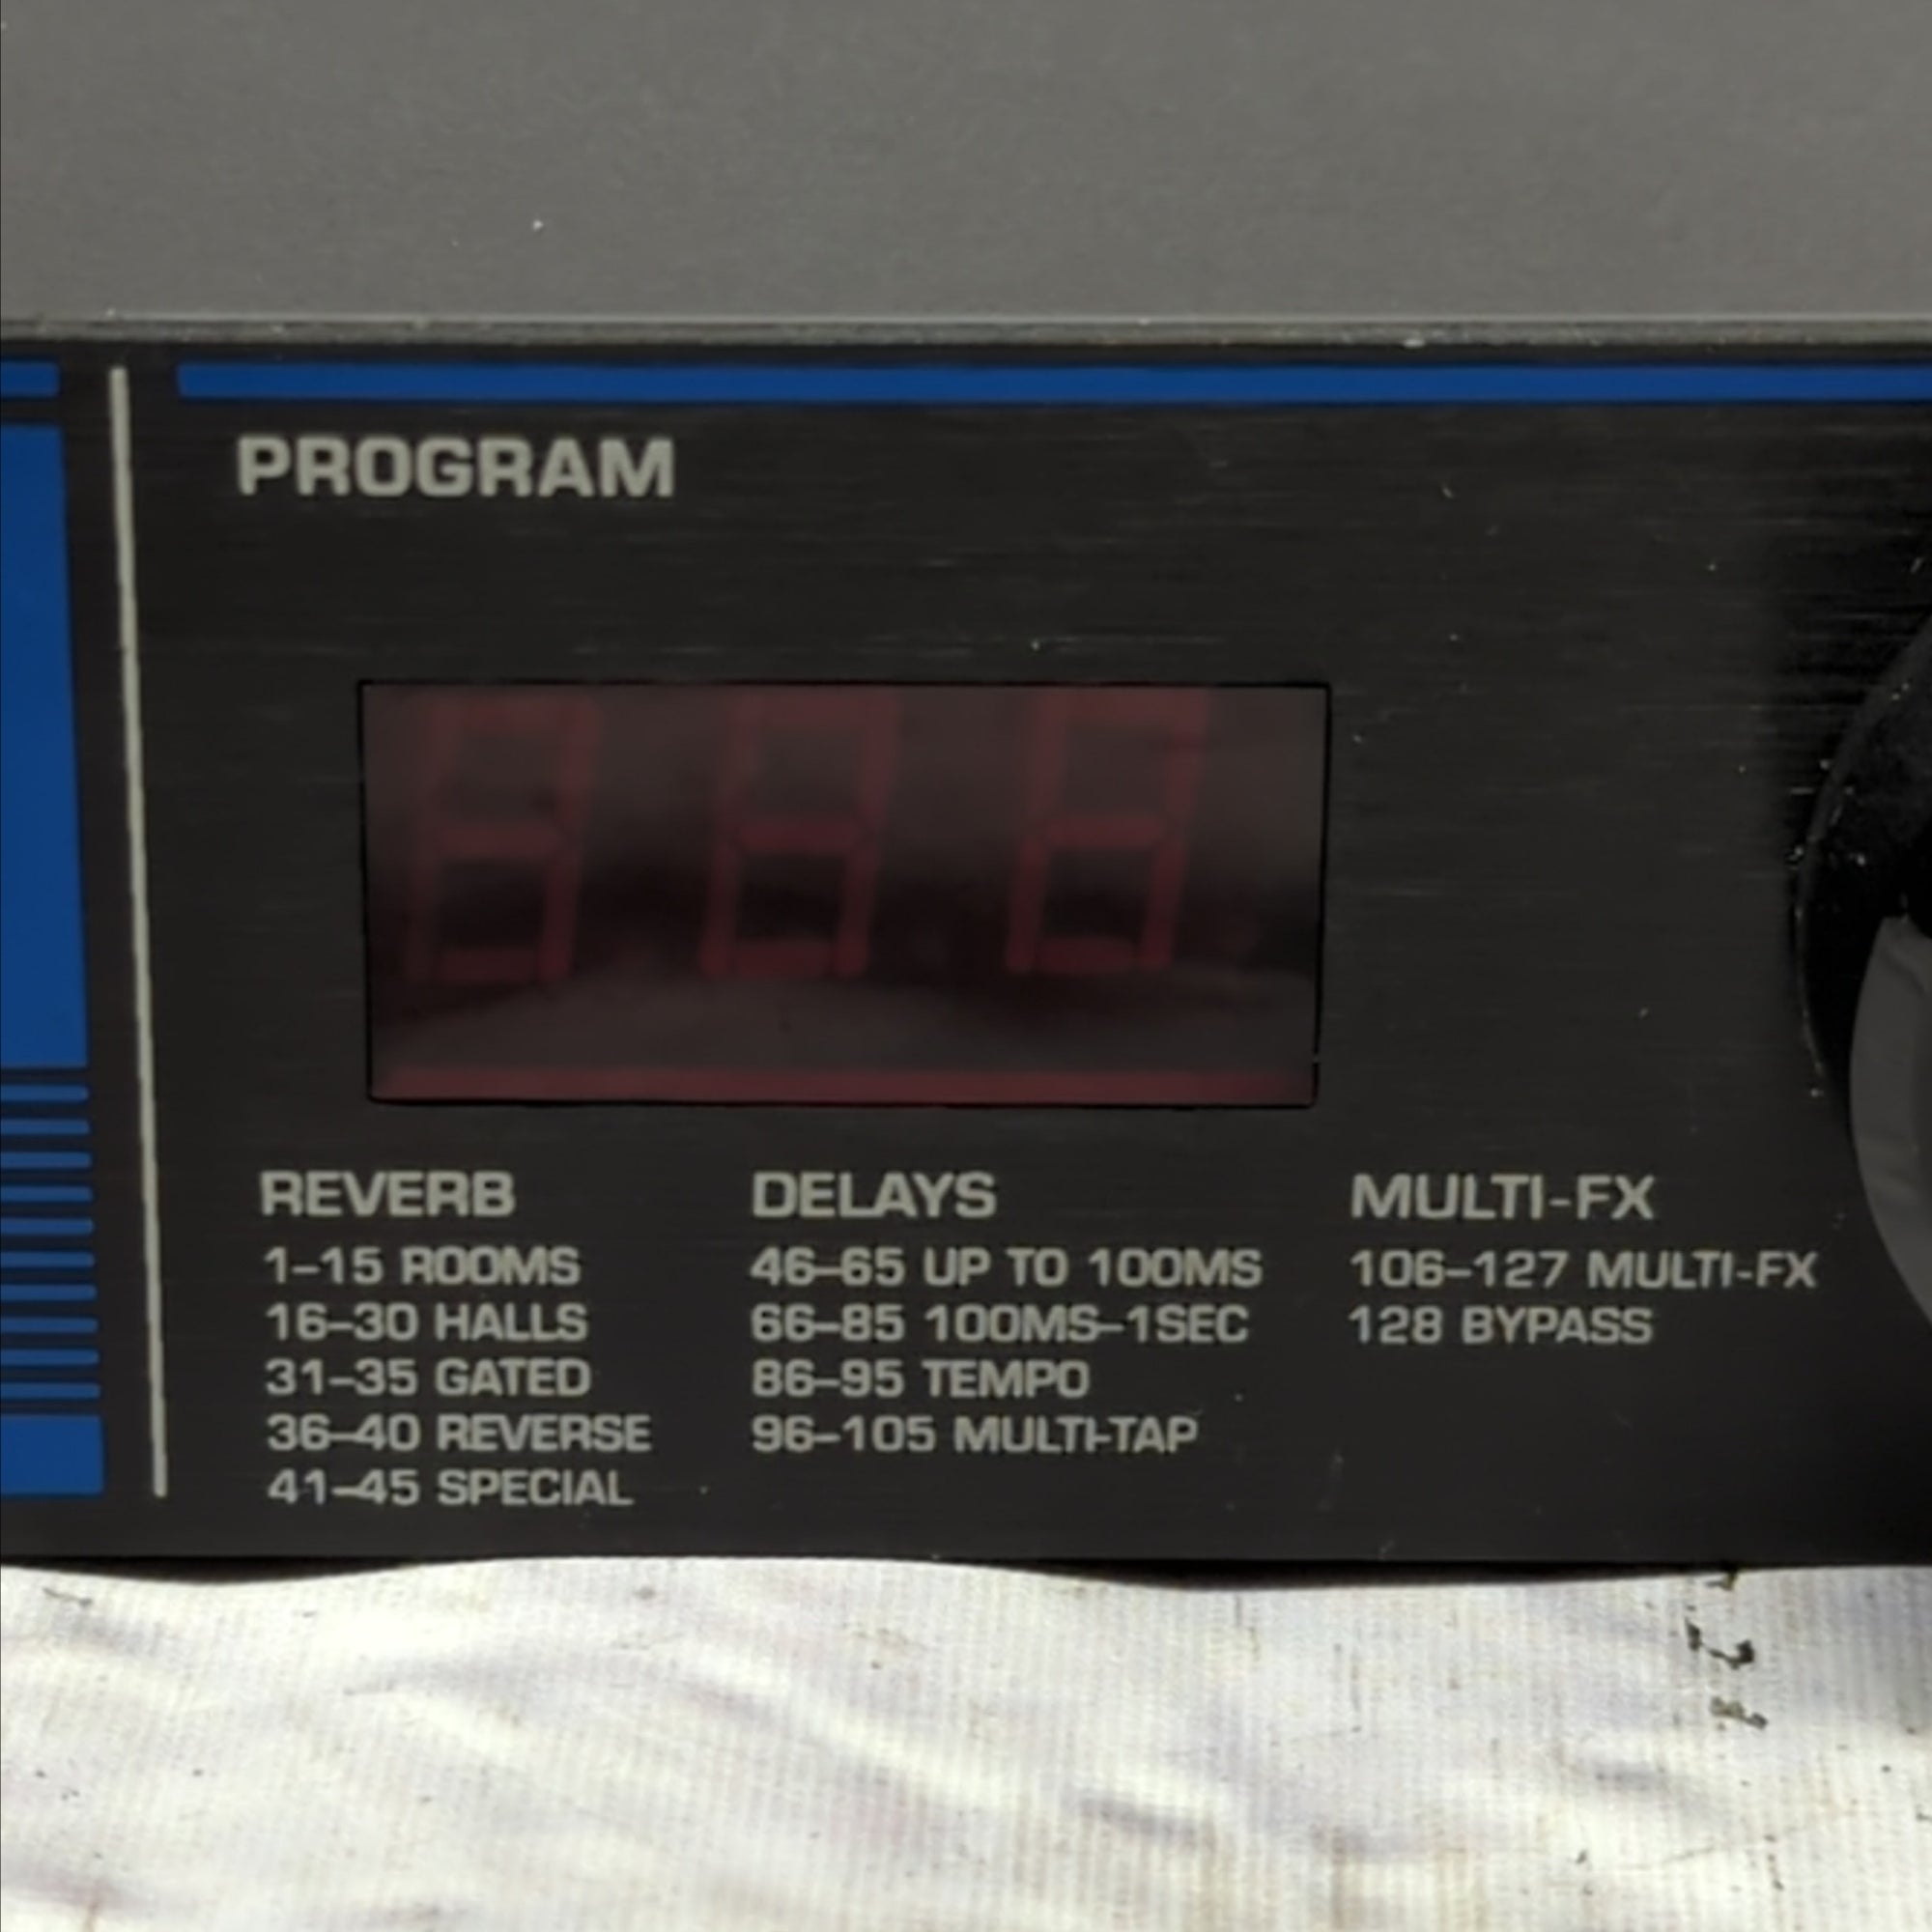 PROGRAM
REVERB
1–15 ROOMS
16–30 HALLS
31–35 GATED
36–40 REVERSE
41–45 SPECIAL
DELAYS
46–65 UP TO 100MS
66–85 100MS–1SEC
86–95 TEMPO
96–105 MULTI-TAP
MULTI-FX
106–127 MULTI-FX
128 BYPASS